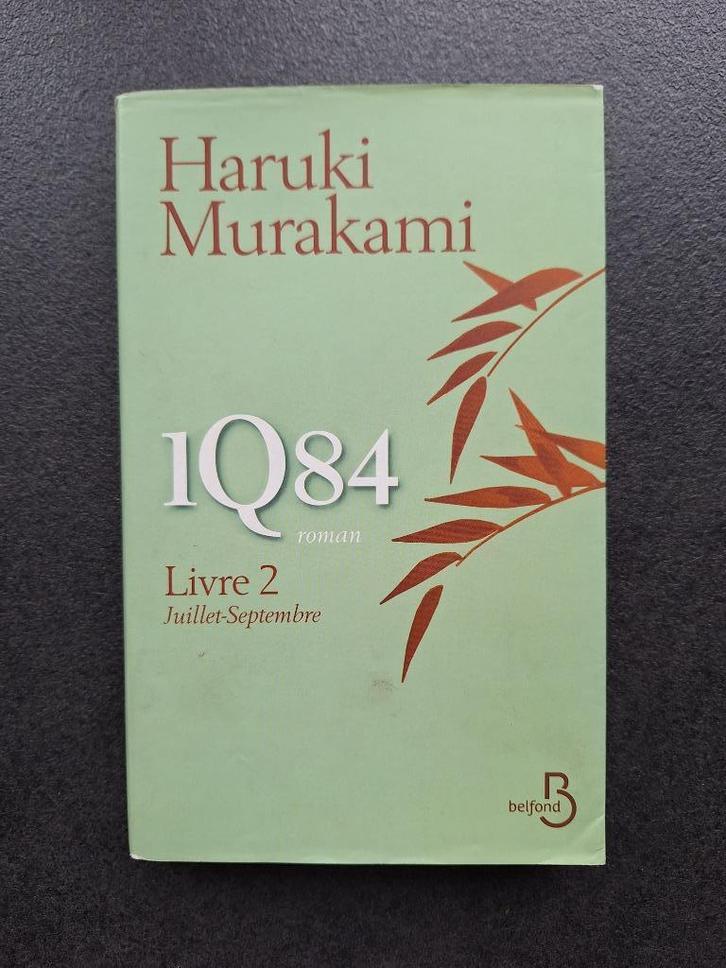 Haruki
Murakami
1Q84
roman
Livre 2
Juillet-Septembre
belfond